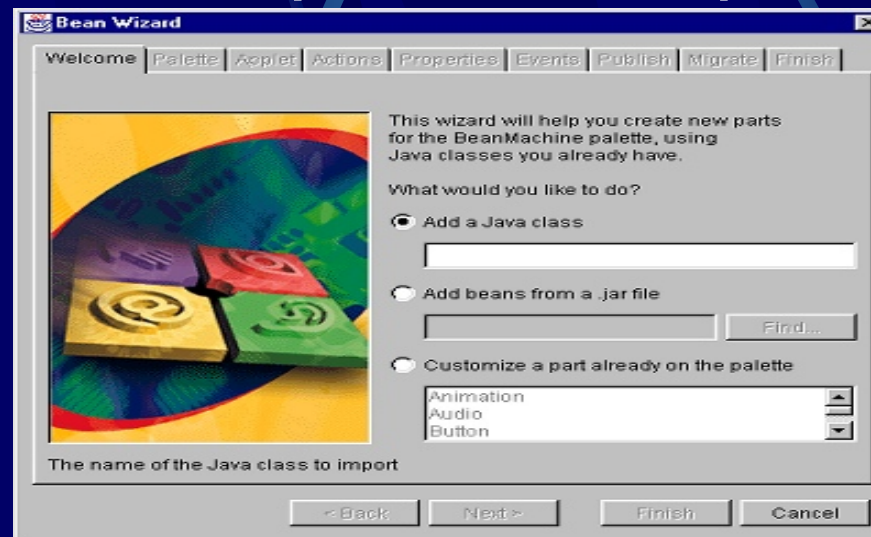 Bean Wizard
Welcome Palette Applet Actions Properties Events Publish Migrate Finish
This wizard will help you create new parts
for the BeanMachine palette, using
Java classes you already have.
What would you like to do?
Add a Java class
Add beans from a .jar file
Find...
Customize a part already on the palette
Animation
Audio
Button
The name of the Java class to import
< Back Next > Finish Cancel